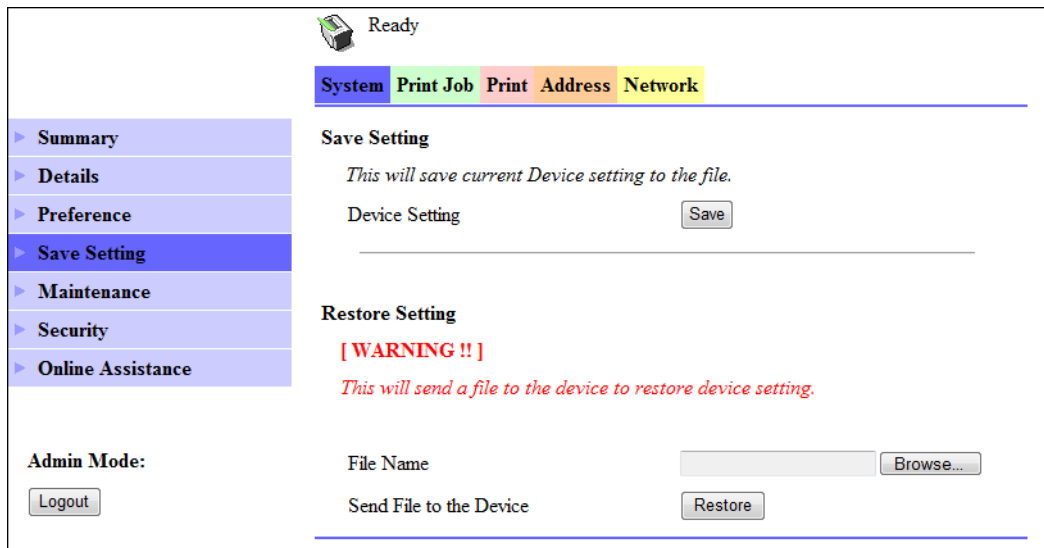 Ready
System Print Job Print Address Network
Summary
Details
Preference
Save Setting
Maintenance
Security
Online Assistance
Admin Mode:
Logout
Save Setting
This will save current Device setting to the file.
Device Setting Save
Restore Setting
[ WARNING !! ]
This will send a file to the device to restore device setting.
File Name Browse...
Send File to the Device Restore